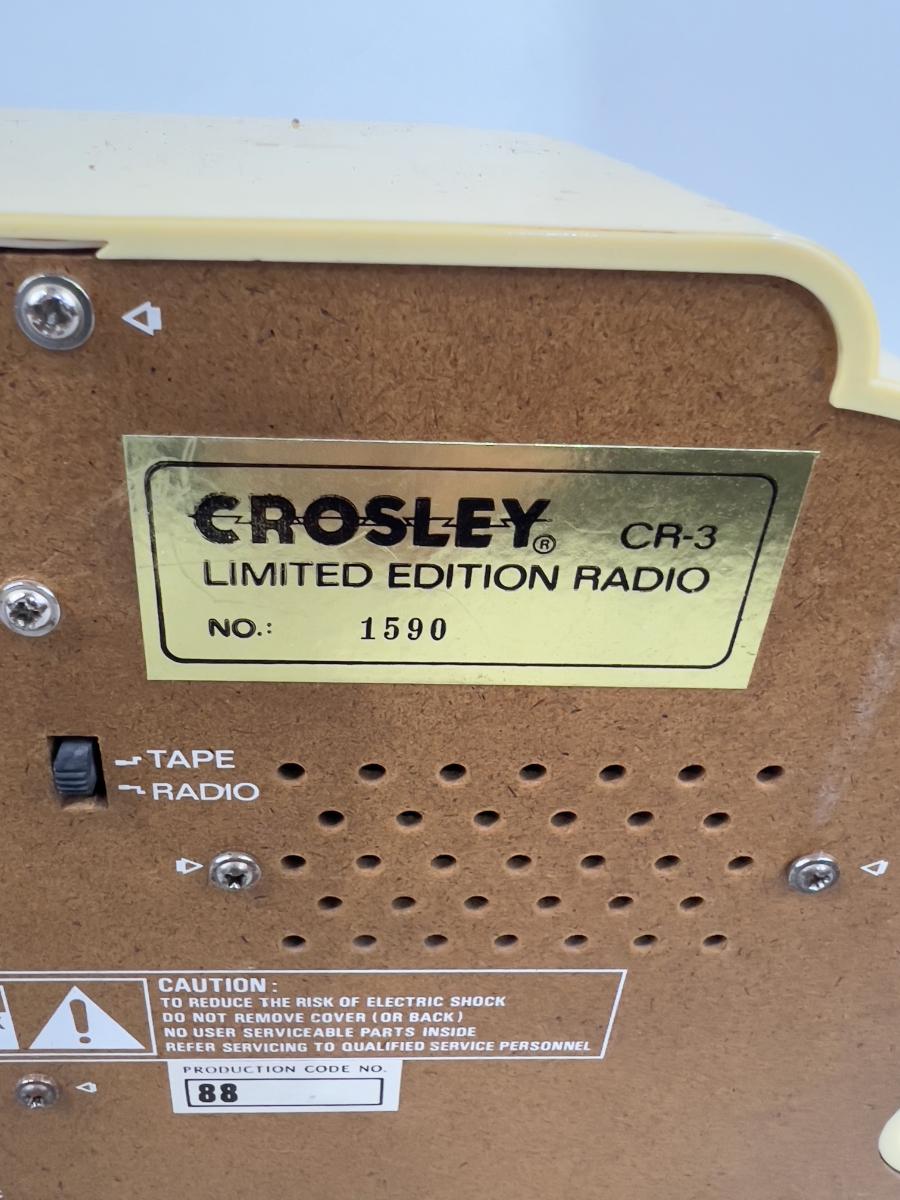 CROSLEY® CR-3
LIMITED EDITION RADIO
NO.: 1590
TAPE
RADIO
CAUTION:
TO REDUCE THE RISK OF ELECTRIC SHOCK
DO NOT REMOVE COVER (OR BACK)
NO USER SERVICEABLE PARTS INSIDE
REFER SERVICING TO QUALIFIED SERVICE PERSONNEL
PRODUCTION CODE NO.
88